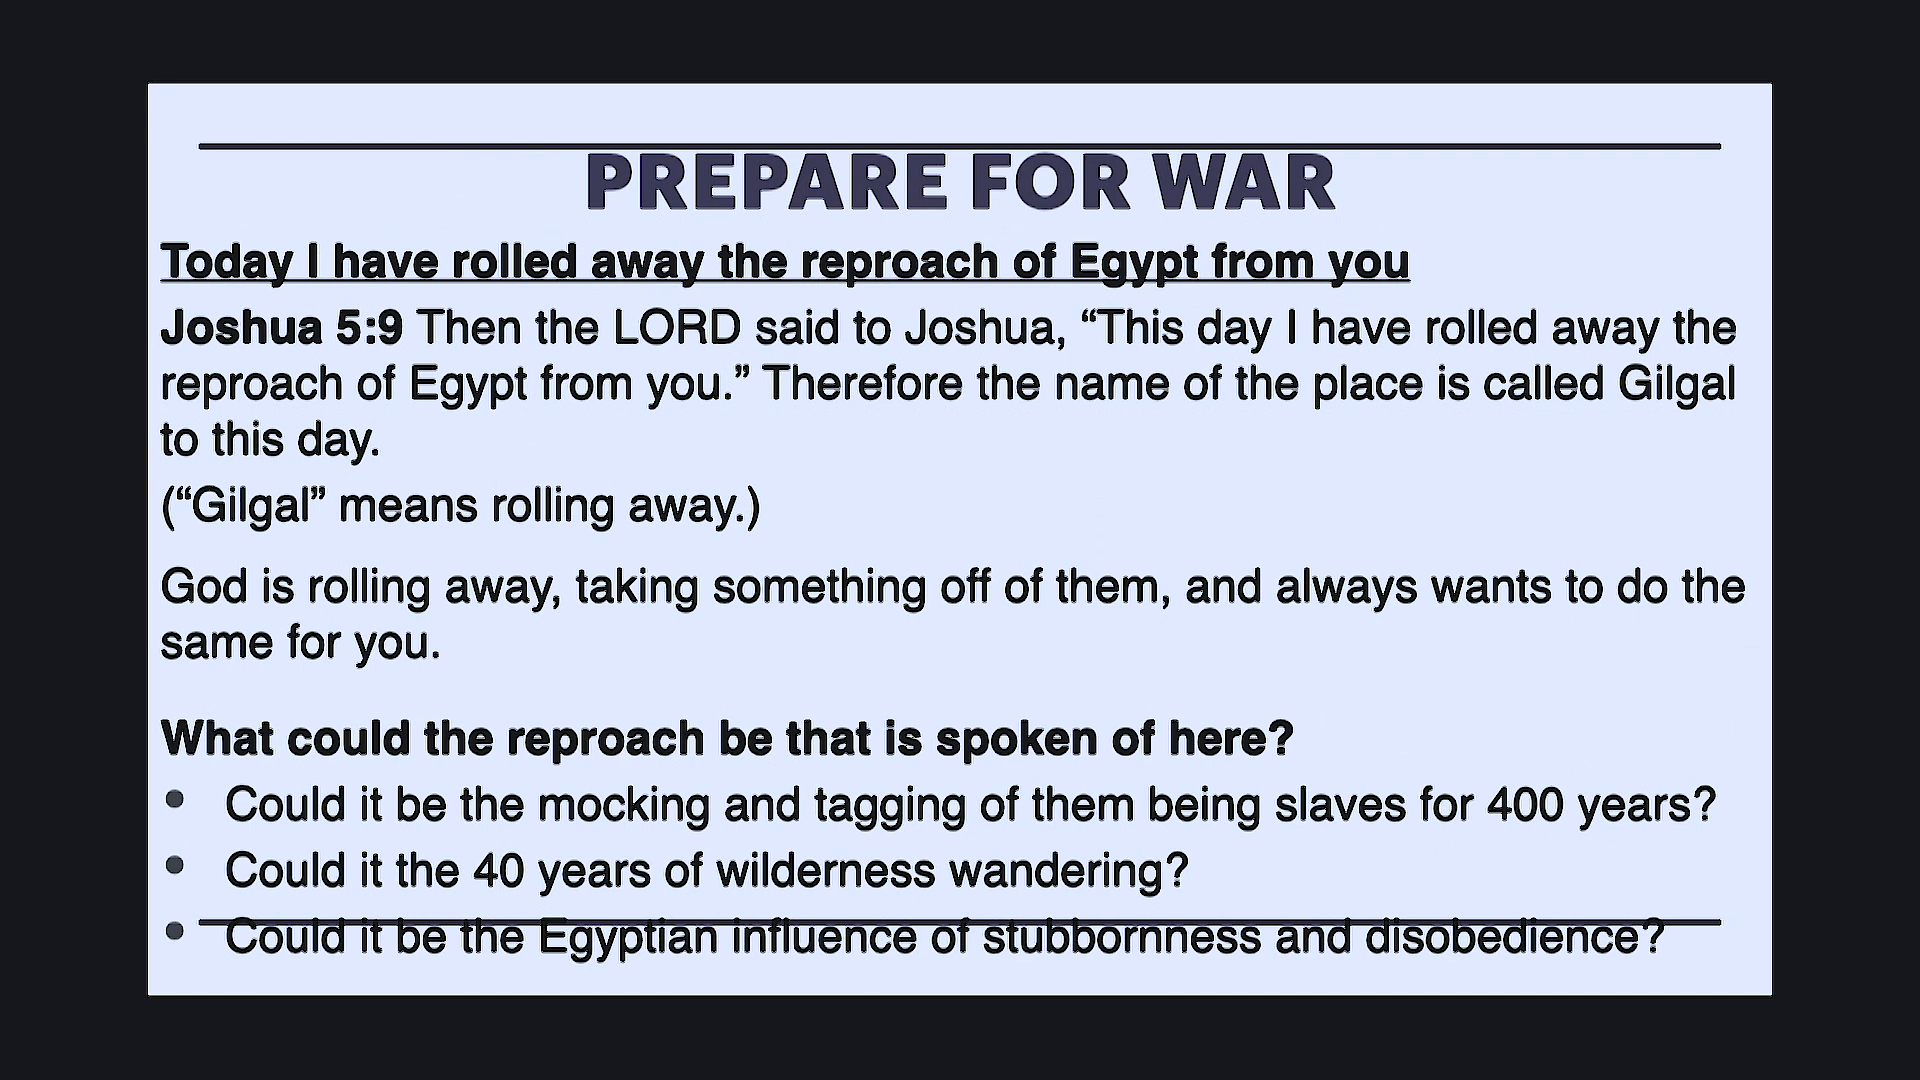 PREPARE FOR WAR
Today I have rolled away the reproach of Egypt from you
Joshua 5:9 Then the LORD said to Joshua, “This day I have rolled away the
reproach of Egypt from you.” Therefore the name of the place is called Gilgal
to this day.
(“Gilgal” means rolling away.)
God is rolling away, taking something off of them, and always wants to do the
same for you.
What could the reproach be that is spoken of here?
• Could it be the mocking and tagging of them being slaves for 400 years?
• Could it the 40 years of wilderness wandering?
• Could it be the Egyptian influence of stubbornness and disobedience?